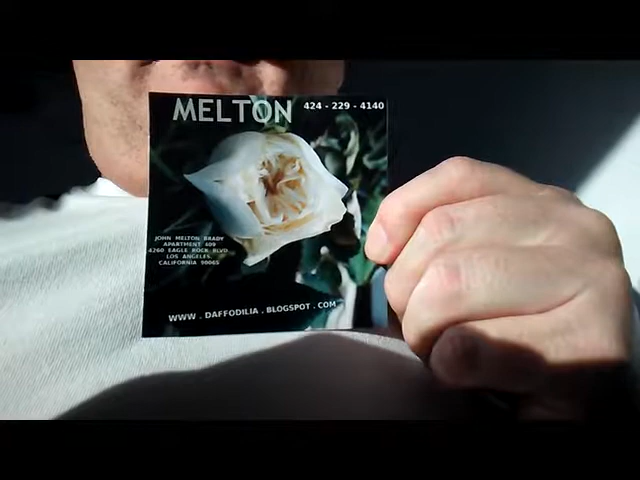 MELTON 424 - 229 - 4140
JOHN MELTON BRADY
APARTMENT 409
4260 EAGLE ROCK BLVD.
LOS ANGELES,
CALIFORNIA 90065
WWW . DAFFODILIA . BLOGSPOT . COM